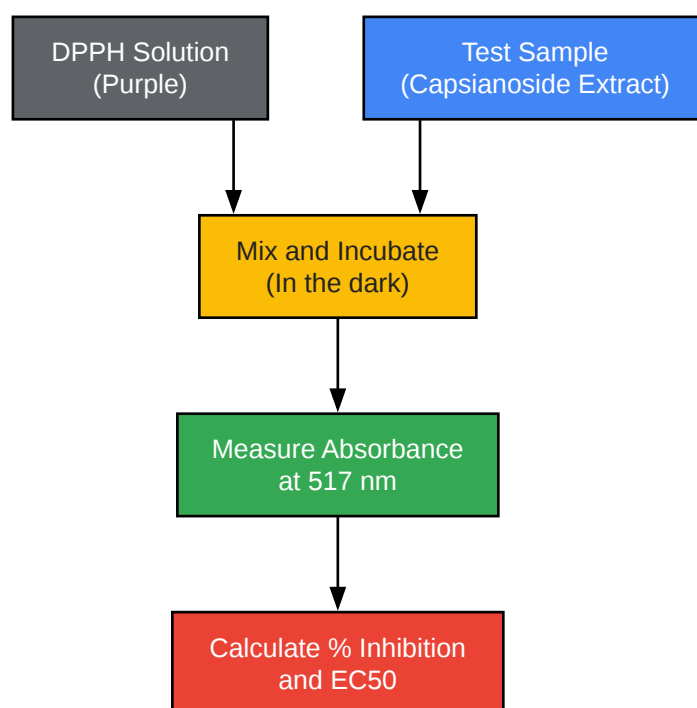 DPPH Solution
(Purple)
Test Sample
(Capsianoside Extract)
Mix and Incubate
(In the dark)
Measure Absorbance
at 517 nm
Calculate % Inhibition
and EC50